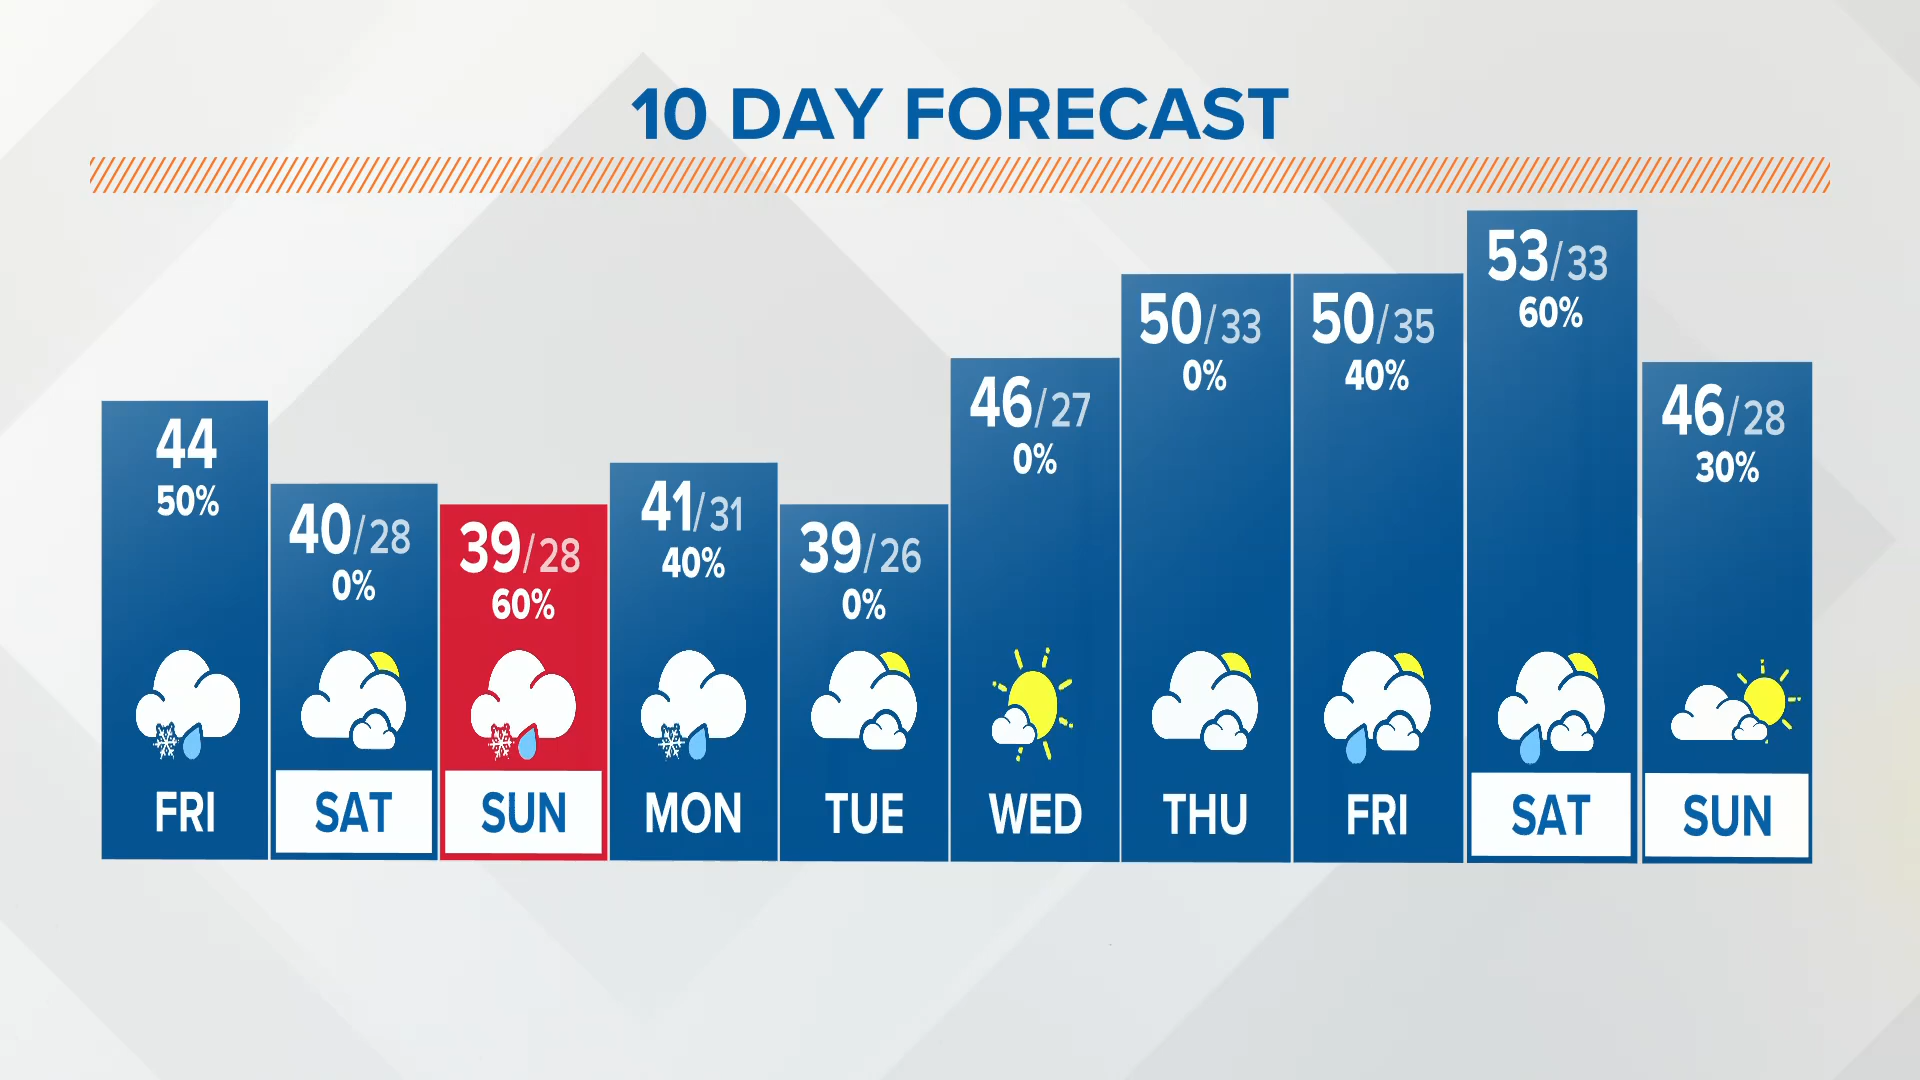 10 DAY FORECAST
44
50%
FRI
40/28
0%
SAT
39/28
60%
SUN
41/31
40%
MON
39/26
0%
TUE
46/27
0%
WED
50/33
0%
THU
50/35
40%
FRI
53/33
60%
SAT
46/28
30%
SUN